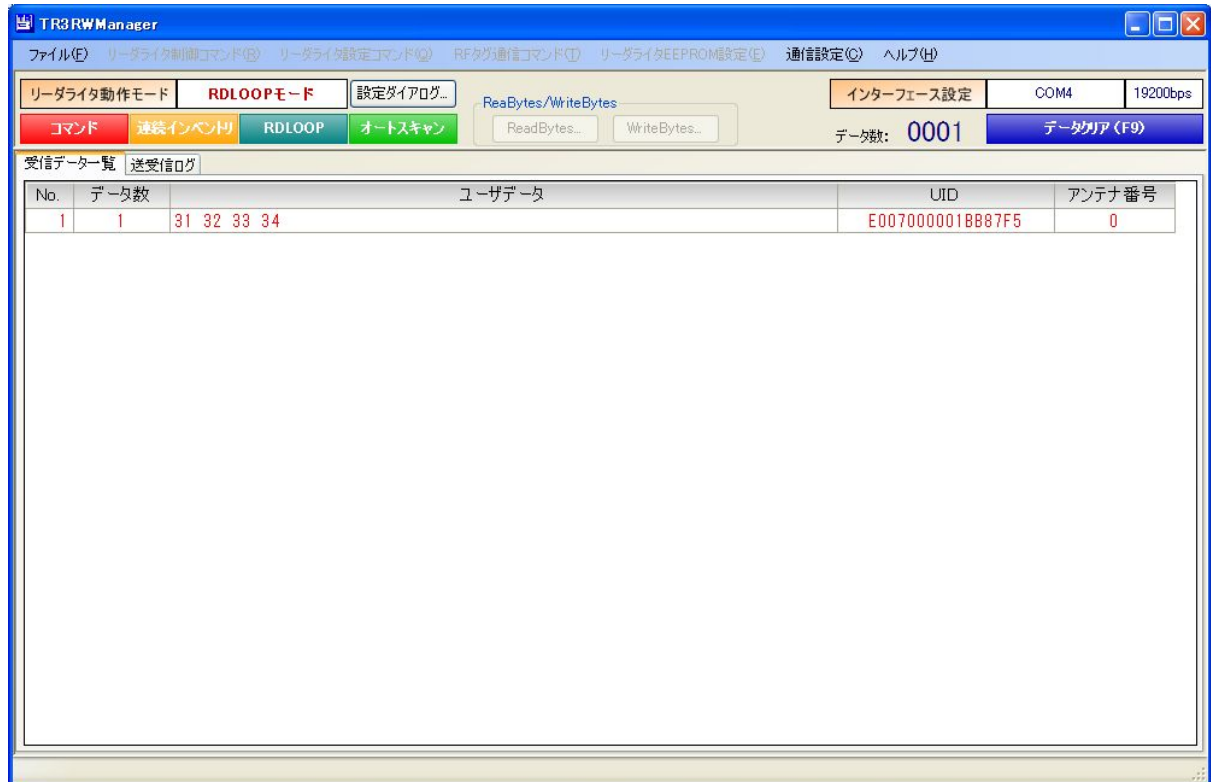 TR3RWManager
ファイル(F) リーダライタ制御コマンド(R) リーダライタ設定コマンド(Q) RFタグ通信コマンド(T) リーダライタEEPROM設定(E) 通信設定(C) ヘルプ(H)
リーダライタ動作モード RDLOOPモード 設定ダイアログ... ReaBytes/WriteBytes インターフェース設定 COM4 19200bps
コマンド 連続インベントリ RDLOOP オートスキャン ReadBytes... WriteBytes... データ数: 0001 データクリア(F9)
受信データ一覧 送受信ログ
No. データ数 ユーザデータ UID アンテナ番号
1 1 31 32 33 34 E007000001BB87F5 0